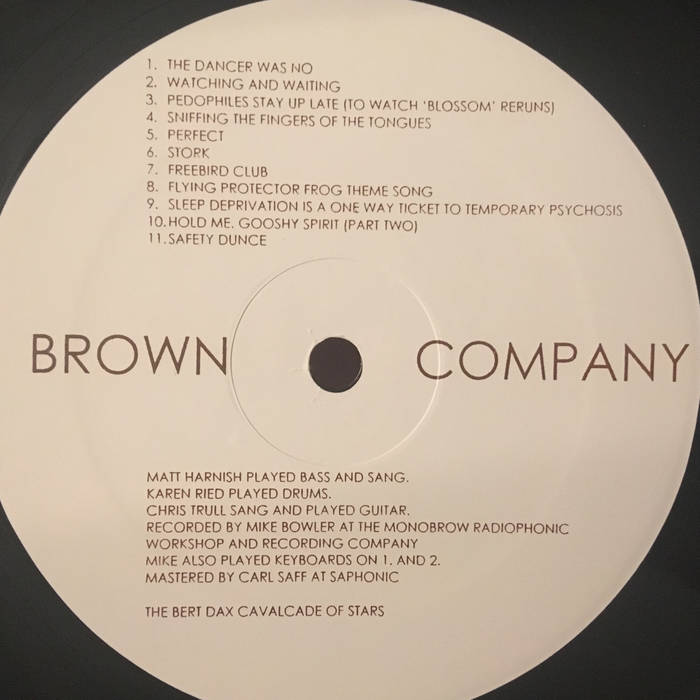 1. THE DANCER WAS NO
2. WATCHING AND WAITING
3. PEDOPHILES STAY UP LATE (TO WATCH 'BLOSSOM' RERUNS)
4. SNIFFING THE FINGERS OF THE TONGUES
5. PERFECT
6. STORK
7. FREEBIRD CLUB
8. FLYING PROTECTOR FROG THEME SONG
9. SLEEP DEPRIVATION IS A ONE WAY TICKET TO TEMPORARY PSYCHOSIS
10. HOLD ME. GOOSHY SPIRIT (PART TWO)
11. SAFETY DUNCE
BROWN COMPANY
MATT HARNISH PLAYED BASS AND SANG.
KAREN RIED PLAYED DRUMS.
CHRIS TRULL SANG AND PLAYED GUITAR.
RECORDED BY MIKE BOWLER AT THE MONOBROW RADIOPHONIC
WORKSHOP AND RECORDING COMPANY
MIKE ALSO PLAYED KEYBOARDS ON 1. AND 2.
MASTERED BY CARL SAFF AT SAPHONIC
THE BERT DAX CAVALCADE OF STARS